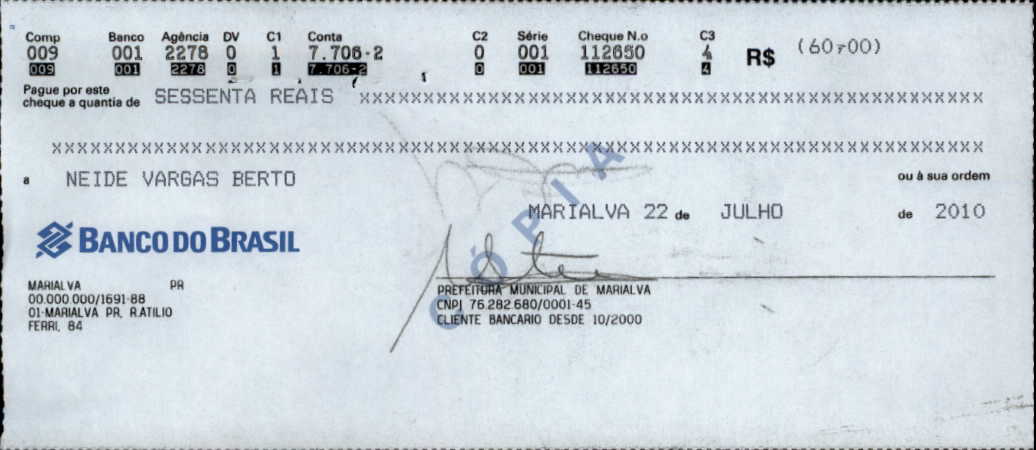 Comp Banco Agência DV C1 Conta C2 Série Cheque N.o C3
009 001 2278 0 1 7.706-2 0 001 112650 4 R$ (60,00)
009 001 2278 0 1 7.706-2 0 001 112650 4
Pague por este
cheque a quantia de SESSENTA REAIS xxxxxxxxxxxxxxxxxxxxxxxxxxxxxxxxxxxxxxxxxxxxxxxxxxxxxxxxxxx
xxxxxxxxxxxxxxxxxxxxxxxxxxxxxxxxxxxxxxxxxxxxxxxxxxxxxxxxxxxxxxxxxxxxxxxxxxxxxxxxxxxxxxxxx
a NEIDE VARGAS BERTO ou à sua ordem
MARIALVA 22 de JULHO de 2010
CÓPIA
BANCO DO BRASIL
MARIALVA PR
00.000.000/1691-88
01-MARIALVA PR, R.ATILIO
FERRI, 84
PREFEITURA MUNICIPAL DE MARIALVA
CNPJ 76.282.680/0001-45
CLIENTE BANCARIO DESDE 10/2000